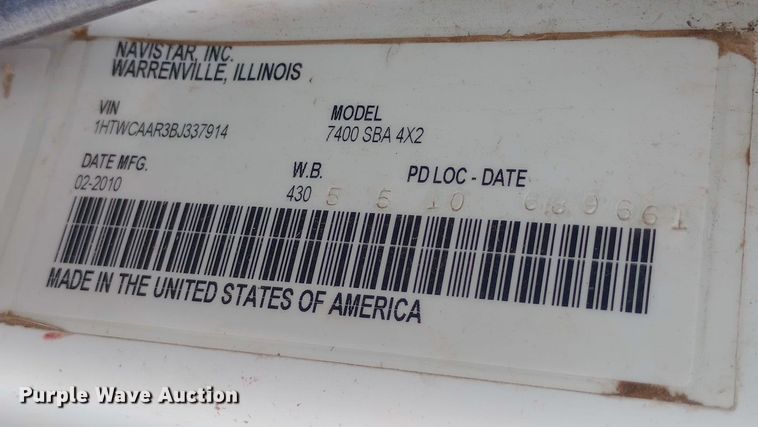 NAVISTAR, INC.
WARRENVILLE, ILLINOIS
VIN MODEL
1HTWCAAR3BJ337914 7400 SBA 4X2
DATE MFG. W.B. PD LOC - DATE
02-2010 430 5 5 10 689661
MADE IN THE UNITED STATES OF AMERICA
Purple Wave Auction